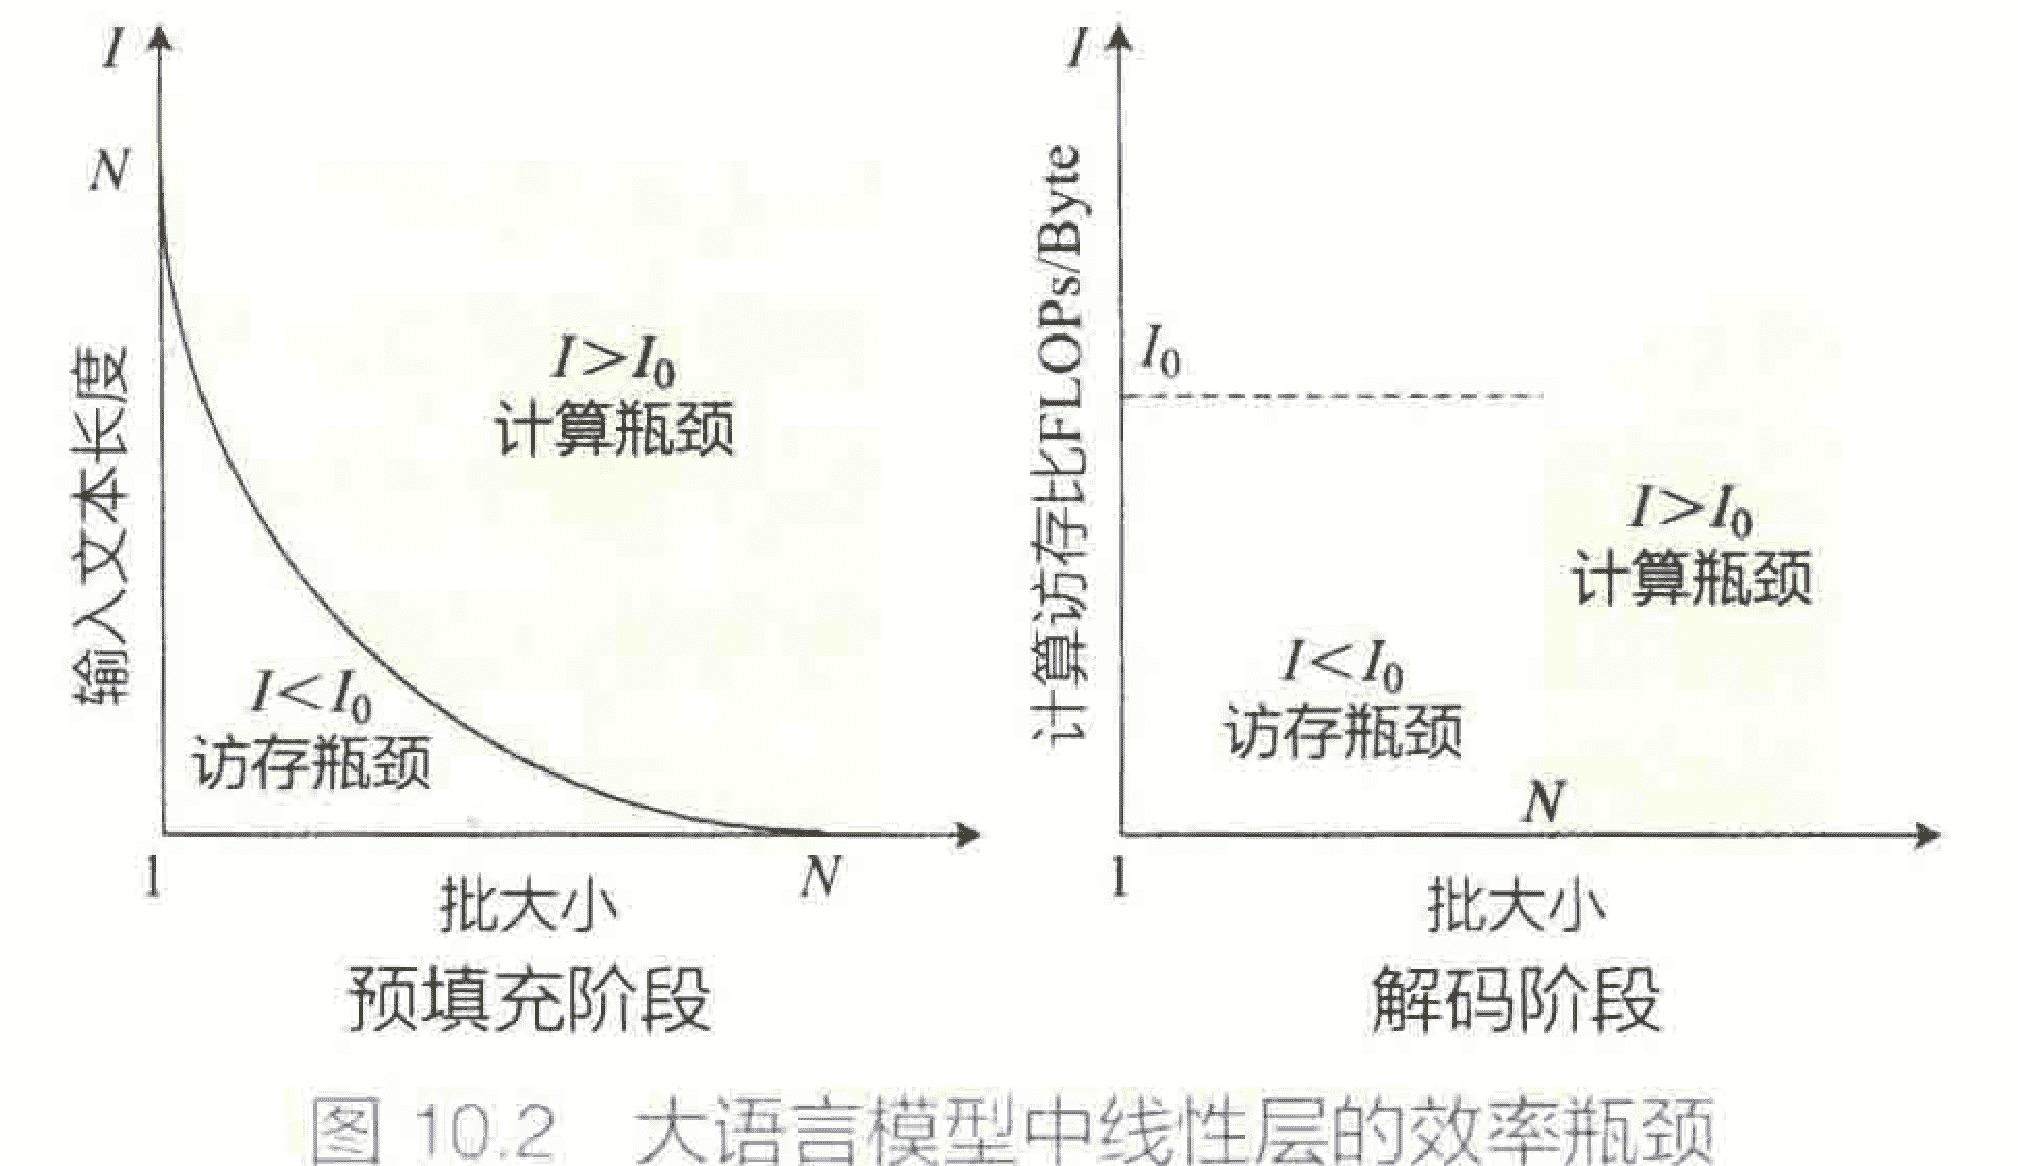 I
N
输入文本长度
I>I₀
计算瓶颈
I<I₀
访存瓶颈
1
N
批大小
预填充阶段
I
计算访存比FLOPs/Byte
I₀
I>I₀
计算瓶颈
I<I₀
访存瓶颈
N
1
批大小
解码阶段
图 10.2 大语言模型中线性层的效率瓶颈